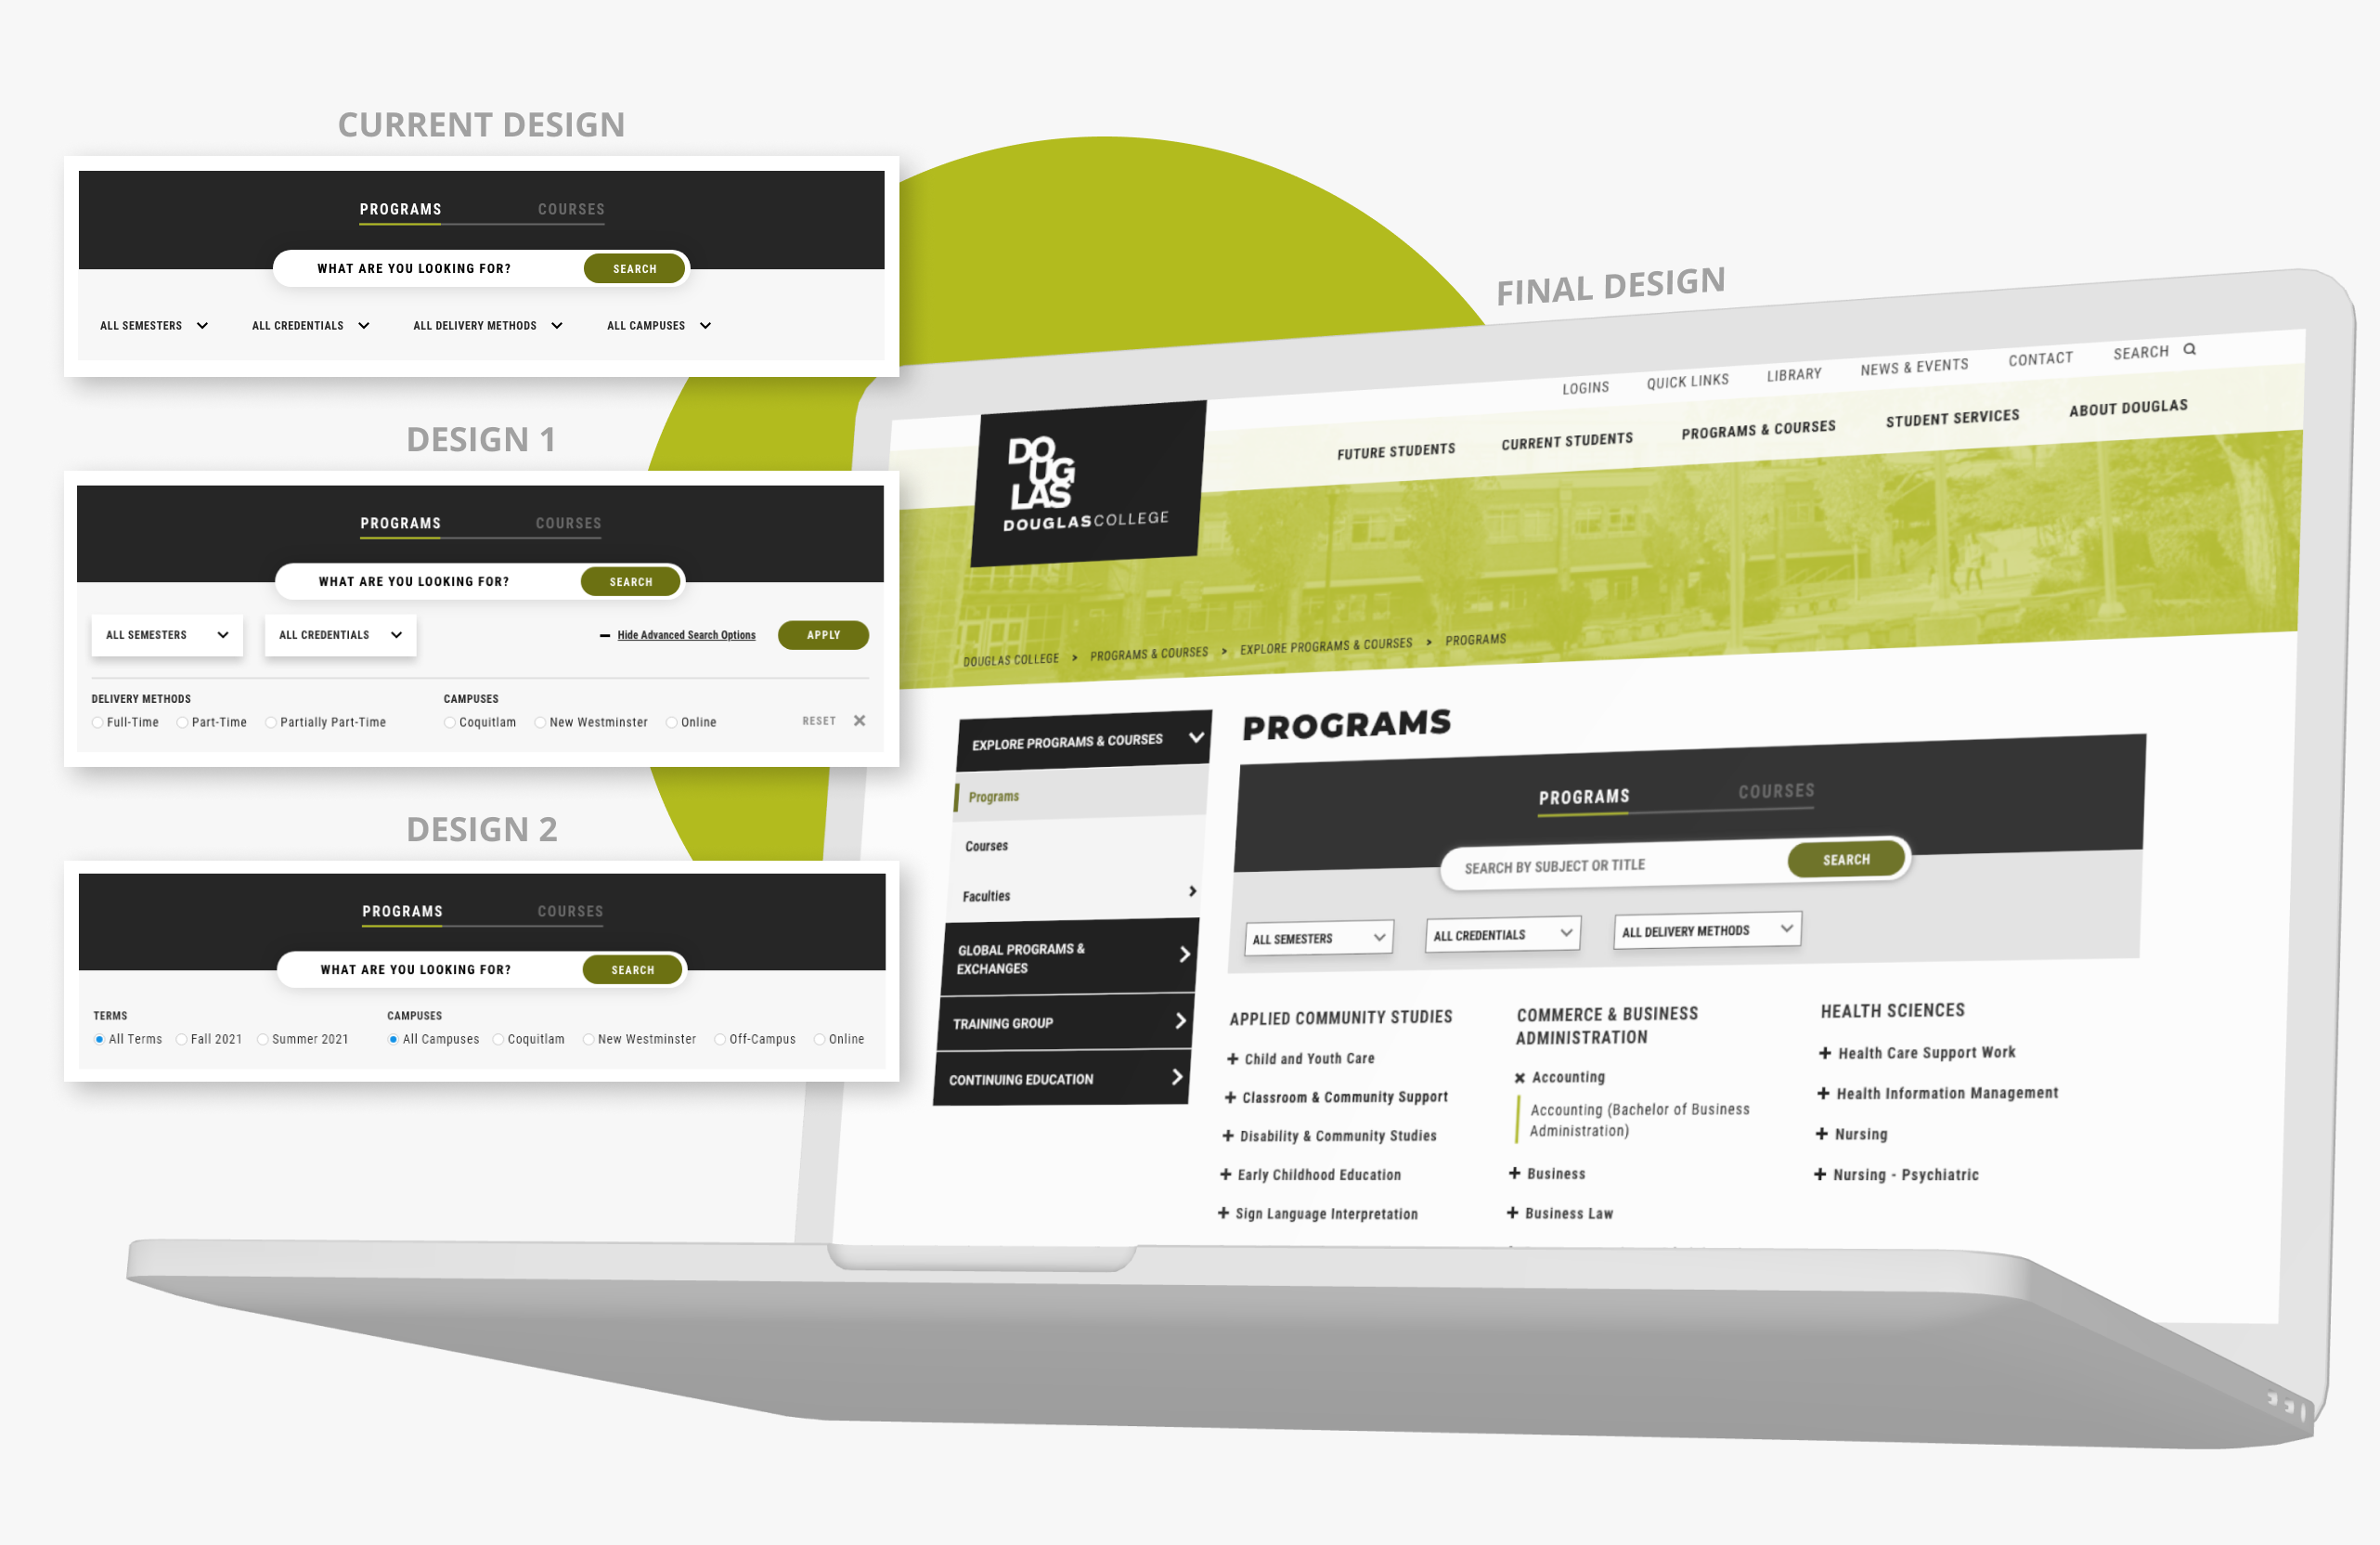 CURRENT DESIGN
PROGRAMS COURSES
WHAT ARE YOU LOOKING FOR? SEARCH
ALL SEMESTERS ALL CREDENTIALS ALL DELIVERY METHODS ALL CAMPUSES
DESIGN 1
PROGRAMS COURSES
WHAT ARE YOU LOOKING FOR? SEARCH
ALL SEMESTERS ALL CREDENTIALS Hide Advanced Search Options APPLY
DELIVERY METHODS CAMPUSES
Full-Time Part-Time Partially Part-Time Coquitlam New Westminster Online RESET
DESIGN 2
PROGRAMS COURSES
WHAT ARE YOU LOOKING FOR? SEARCH
TERMS CAMPUSES
All Terms Fall 2021 Summer 2021 All Campuses Coquitlam New Westminster Off-Campus Online
FINAL DESIGN
LOGINS QUICK LINKS LIBRARY NEWS & EVENTS CONTACT SEARCH
FUTURE STUDENTS CURRENT STUDENTS PROGRAMS & COURSES STUDENT SERVICES ABOUT DOUGLAS
DO
UG
LAS
DOUGLASCOLLEGE
DOUGLAS COLLEGE > PROGRAMS & COURSES > EXPLORE PROGRAMS & COURSES > PROGRAMS
EXPLORE PROGRAMS & COURSES
Programs
Courses
Faculties
GLOBAL PROGRAMS &
EXCHANGES
TRAINING GROUP
CONTINUING EDUCATION
PROGRAMS
PROGRAMS COURSES
SEARCH BY SUBJECT OR TITLE SEARCH
ALL SEMESTERS ALL CREDENTIALS ALL DELIVERY METHODS
APPLIED COMMUNITY STUDIES
+ Child and Youth Care
+ Classroom & Community Support
+ Disability & Community Studies
+ Early Childhood Education
+ Sign Language Interpretation
COMMERCE & BUSINESS
ADMINISTRATION
× Accounting
Accounting (Bachelor of Business
Administration)
+ Business
+ Business Law
HEALTH SCIENCES
+ Health Care Support Work
+ Health Information Management
+ Nursing
+ Nursing - Psychiatric